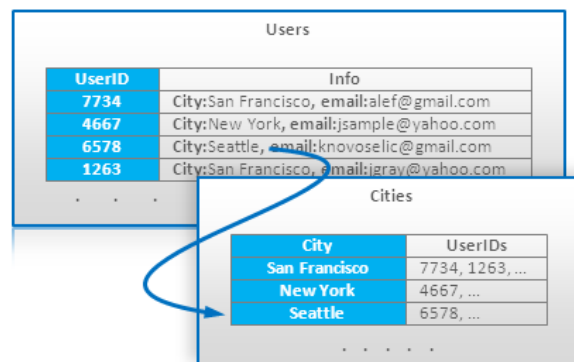 Users
UserID Info
7734 City:San Francisco, email:alef@gmail.com
4667 City:New York, email:jsample@yahoo.com
6578 City:Seattle, email:knovoselic@gmail.com
1263 City:San Francisco, email:jgray@yahoo.com
. . .
Cities
City UserIDs
San Francisco 7734, 1263, ...
New York 4667, ...
Seattle 6578, ...
. . . . .